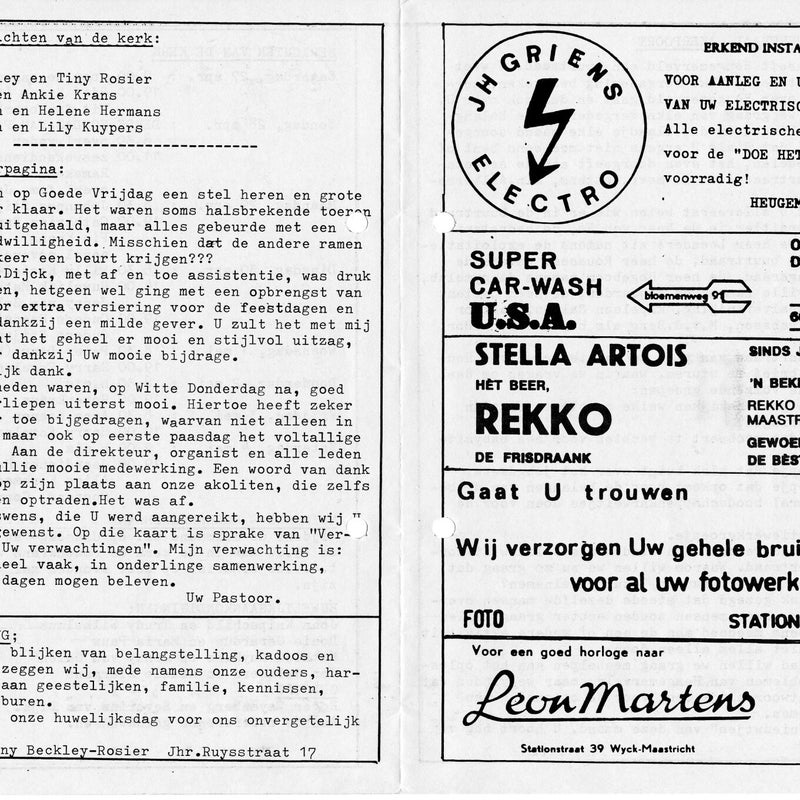 ichten van de kerk:
ley en Tiny Rosier
en Ankie Krans
n en Helene Hermans
n en Lily Kuypers
rpagina:
n op Goede Vrijdag een stel heren en grote
r klaar. Het waren soms halsbrekende toeren
uitgehaald, maar alles gebeurde met een
dwilligheid. Misschien dat de andere ramen
keer een beurt krijgen???
.Dijck, met af en toe assistentie, was druk
en, hetgeen wel ging met een opbrengst van
or extra versiering voor de feestdagen en
dankzij een milde gever. U zult het met mij
at het geheel er mooi en stijlvol uitzag,
r dankzij Uw mooie bijdrage.
ijk dank.
heden waren, op Witte Donderdag na, goed
rliepen uiterst mooi. Hiertoe heeft zeker
r toe bijgedragen, waarvan niet alleen in
maar ook op eerste paasdag het voltallige
Aan de direkteur, organist en alle leden
ullie mooie medewerking. Een woord van dank
op zijn plaats aan onze akoliten, die zelfs
en optraden.Het was af.
swens, die U werd aangereikt, hebben wij U
gewenst. Op die kaart is sprake van "Ver-
Uw verwachtingen". Mijn verwachting is:
heel vaak, in onderlinge samenwerking,
dagen mogen beleven.
Uw Pastoor.
NG;
blijken van belangstelling, kadoos en
zeggen wij, mede namens onze ouders, har-
aan geestelijken, familie, kennissen,
buren.
onze huwelijksdag voor ons onvergetelijk
ny Beckley-Rosier Jhr.Ruysstraat 17
JH GRIENS
ELECTRO
ERKEND INSTA
VOOR AANLEG EN U
VAN UW ELECTRISC
Alle electrische
voor de "DOE HET
voorradig!
HEUGEM
SUPER
CAR-WASH
U.S.A.
bloemenweg 91
O
D
60
STELLA ARTOIS
HÈT BEER,
REKKO
DE FRISDRAANK
SINDS J
'N BEKE
REKKO
MAASTR
GEWOEN
DE BÈST
Gaat U trouwen
Wij verzorgen Uw gehele brui
voor al uw fotowerk
FOTO
STATION
Voor een goed horloge naar
Leon Martens
Stationstraat 39 Wyck-Maastricht